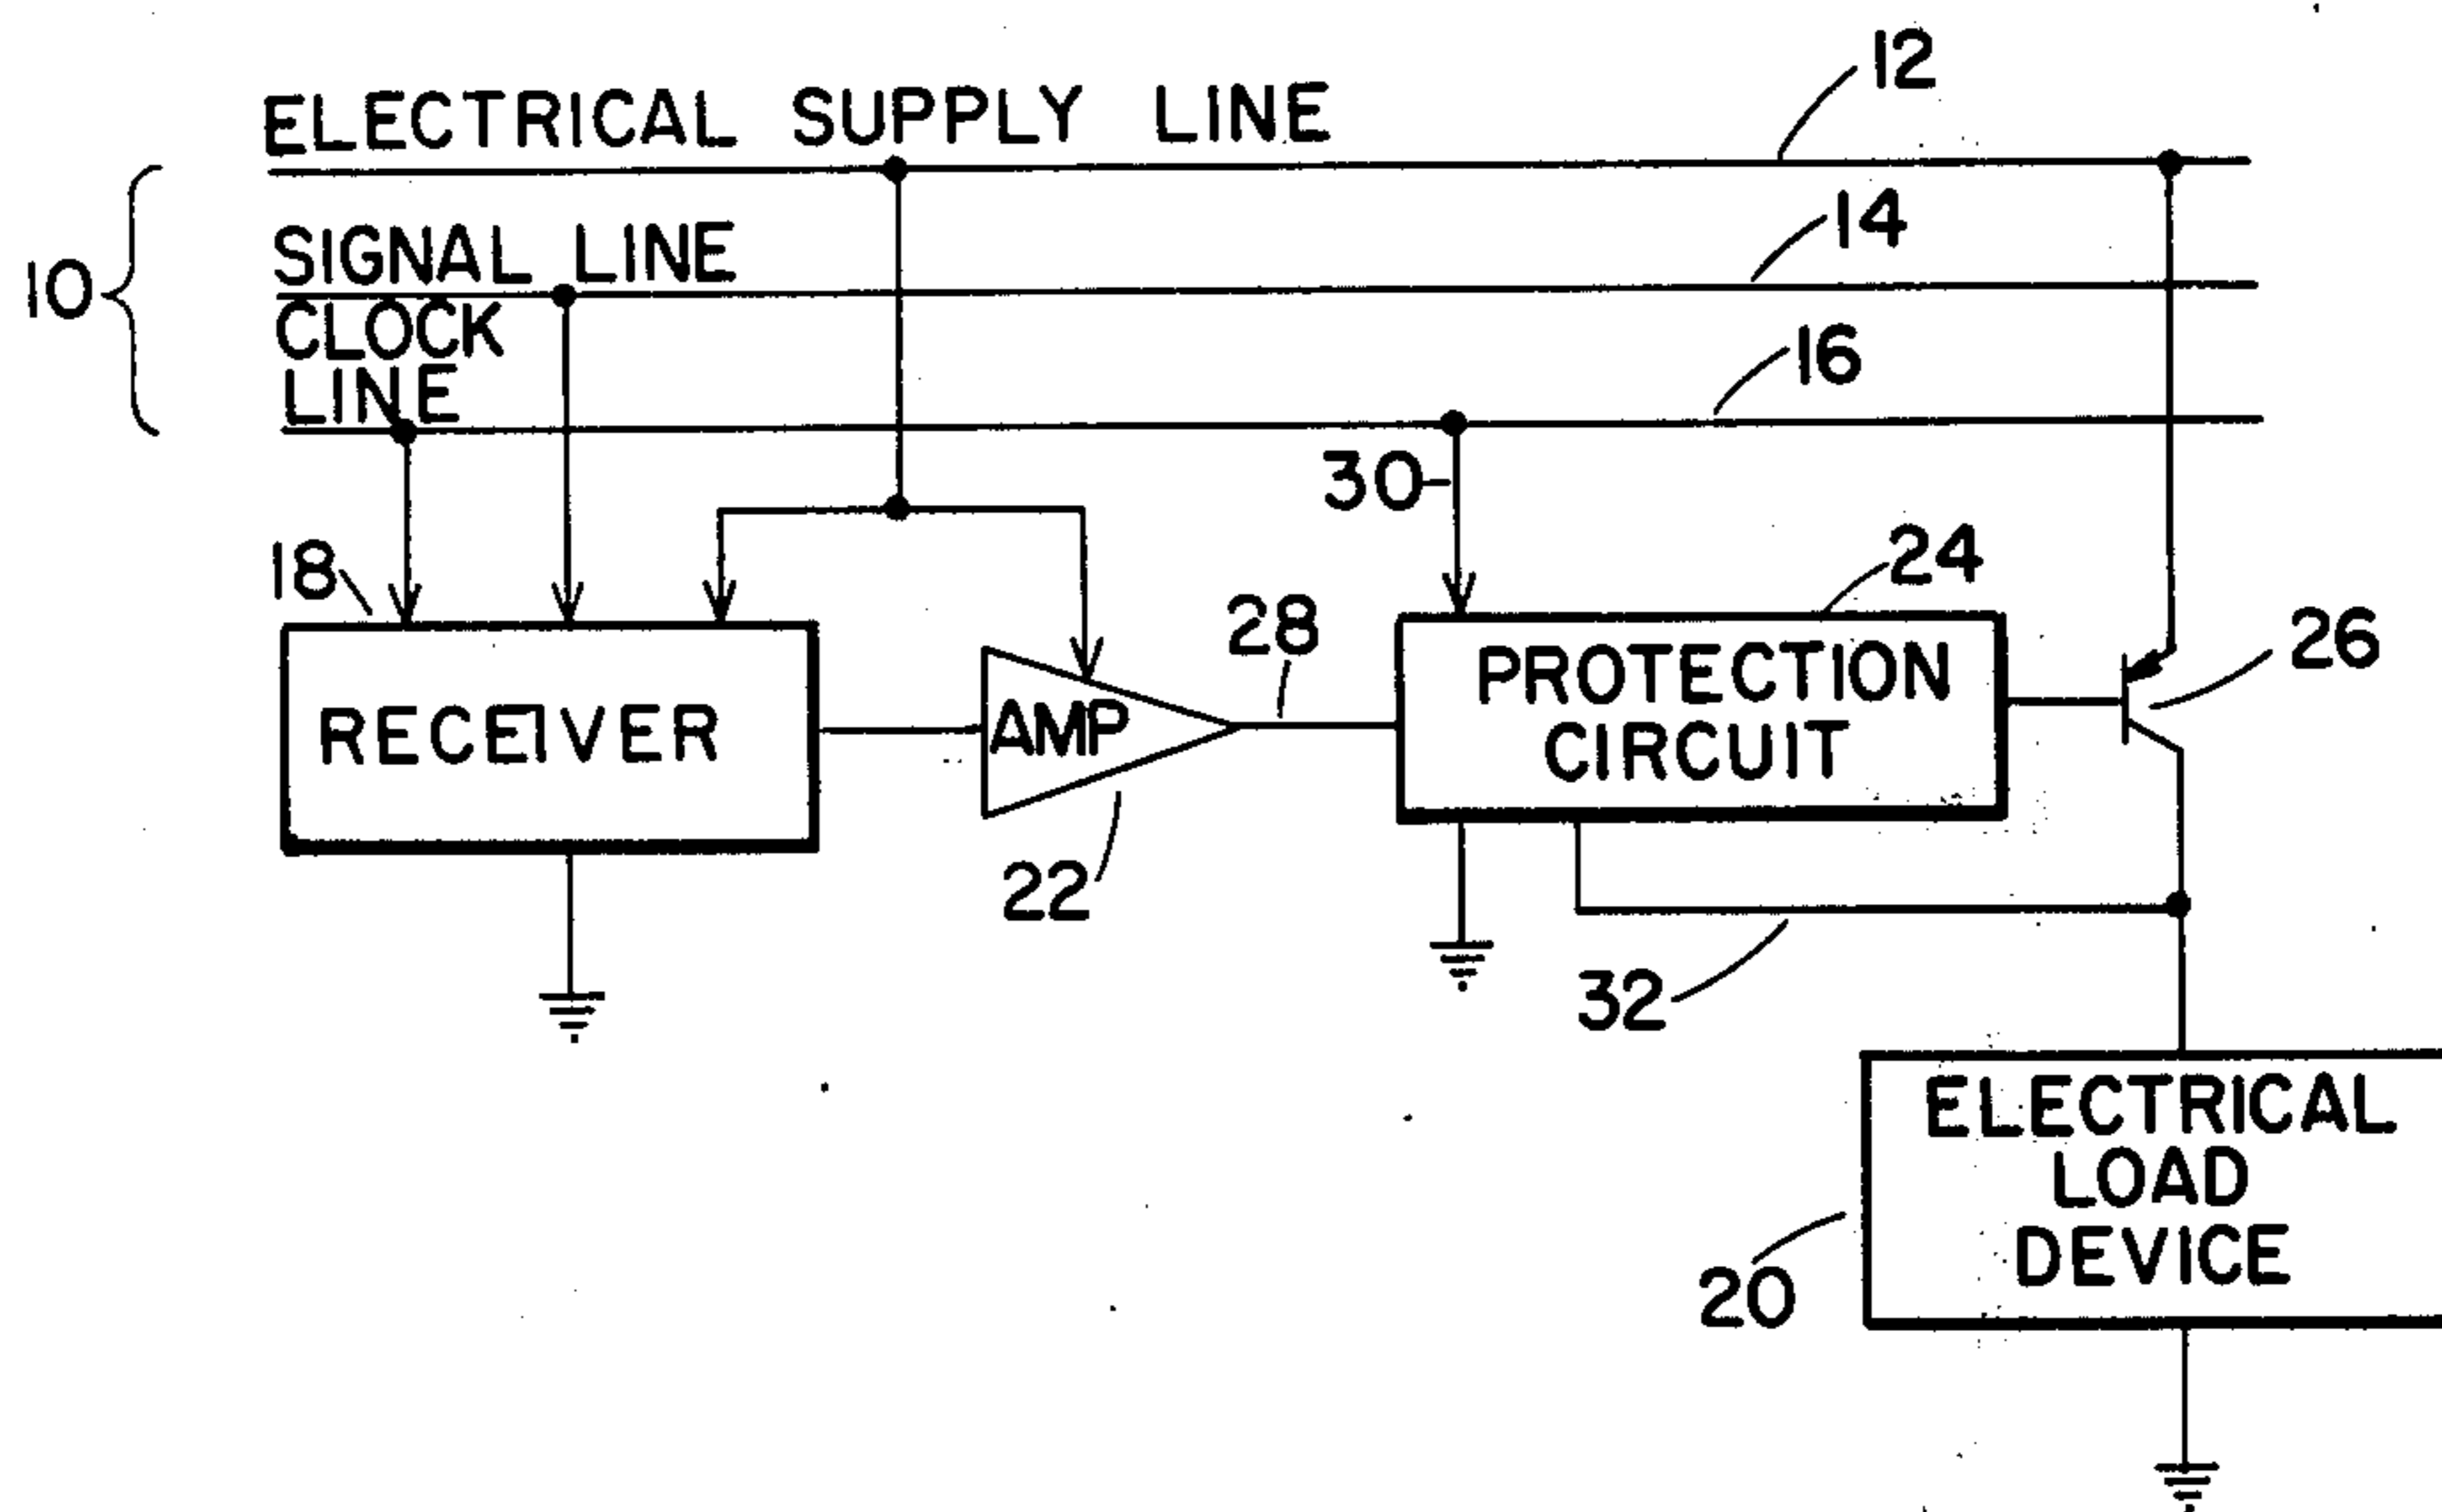 12
ELECTRICAL SUPPLY LINE
14
SIGNAL LINE
10
CLOCK
LINE
16
30
18
24
28
26
RECEIVER
AMP
PROTECTION
CIRCUIT
22
32
ELECTRICAL
LOAD
DEVICE
20